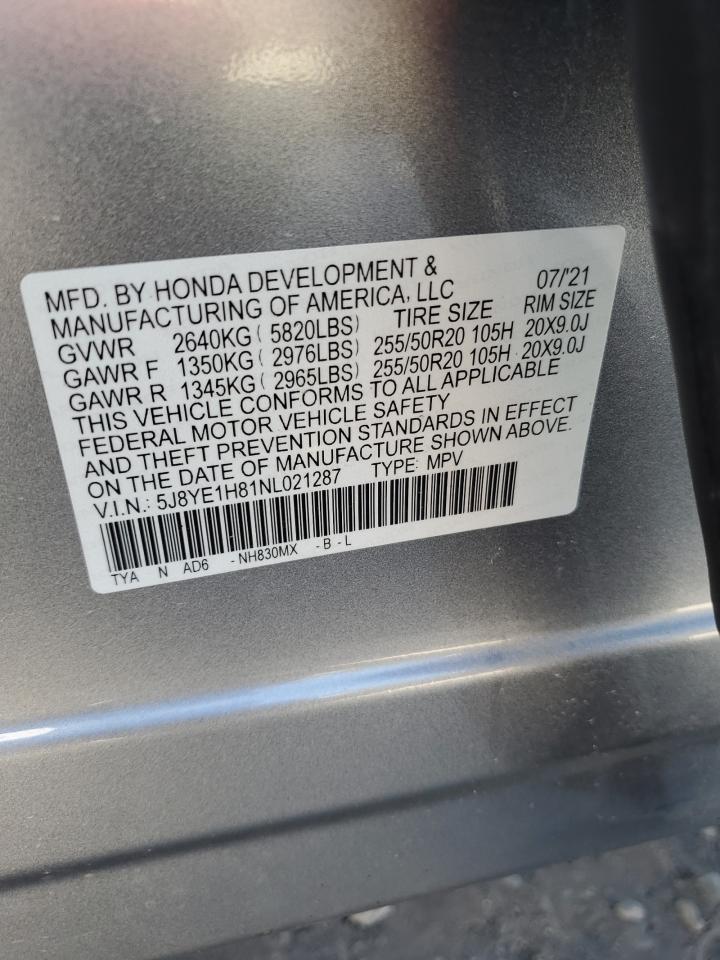 MFD. BY HONDA DEVELOPMENT &
MANUFACTURING OF AMERICA, LLC 07/'21
GVWR 2640KG ( 5820LBS) TIRE SIZE RIM SIZE
GAWR F 1350KG ( 2976LBS) 255/50R20 105H 20X9.0J
GAWR R 1345KG ( 2965LBS) 255/50R20 105H 20X9.0J
THIS VEHICLE CONFORMS TO ALL APPLICABLE
FEDERAL MOTOR VEHICLE SAFETY
AND THEFT PREVENTION STANDARDS IN EFFECT
ON THE DATE OF MANUFACTURE SHOWN ABOVE.
V.I.N.: 5J8YE1H81NL021287 TYPE: MPV
TYA N AD6 -NH830MX -B -L